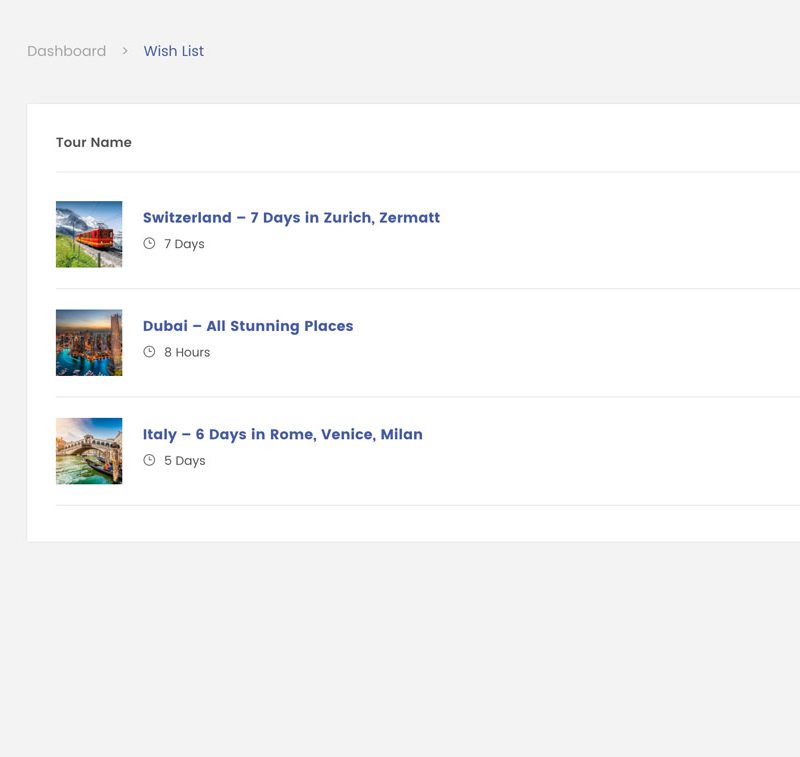 Dashboard > Wish List
Tour Name
Switzerland – 7 Days in Zurich, Zermatt
7 Days
Dubai – All Stunning Places
8 Hours
Italy – 6 Days in Rome, Venice, Milan
5 Days